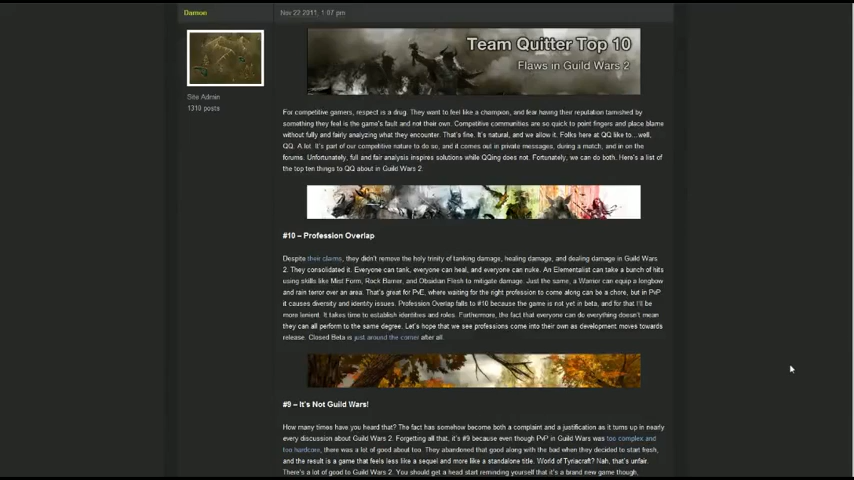 Damon
Nov 22 2011, 1:07 pm
Team Quitter Top 10
Flaws in Guild Wars 2
Site Admin
1310 posts
For competitive gamers, respect is a drug. They want to feel like a champion, and fear having their reputation tarnished by
something they feel is the game's fault and not their own. Competitive communities are so quick to point fingers and place blame
without fully and fairly analyzing what they encounter. That's fine. It's natural, and we allow it. Folks here at QQ like to...well,
QQ. A lot. It's part of our competitive nature to do so, and it comes out in private messages, during a match, and in on the
forums. Unfortunately, full and fair analysis inspires solutions while QQing does not. Fortunately, we can do both. Here's a list of
the top ten things to QQ about in Guild Wars 2.
#10 – Profession Overlap
Despite their claims, they didn't remove the holy trinity of tanking damage, healing damage, and dealing damage in Guild Wars
2. They consolidated it. Everyone can tank, everyone can heal, and everyone can nuke. An Elementalist can take a bunch of hits
using skills like Mist Form, Rock Barrier, and Obsidian Flesh to mitigate damage. Just the same, a Warrior can equip a longbow
and rain terror over an area. That's great for PvE, where waiting for the right profession to come along can be a chore, but in PvP
it causes diversity and identity issues. Profession Overlap falls to #10 because the game is not yet in beta, and for that I'll be
more lenient. It takes time to establish identities and roles. Furthermore, the fact that everyone can do everything doesn't mean
they can all perform to the same degree. Let's hope that we see professions come into their own as development moves towards
release. Closed Beta is just around the corner after all.
#9 – It's Not Guild Wars!
How many times have you heard that? The fact has somehow become both a complaint and a justification as it turns up in nearly
every discussion about Guild Wars 2. Forgetting all that, it's #9 because even though PvP in Guild Wars was too complex and
too hardcore, there was a lot of good about too. They abandoned that good along with the bad when they decided to start fresh,
and the result is a game that feels less like a sequel and more like a standalone title. World of Tyriacraft? Nah, that's unfair.
There's a lot of good to Guild Wars 2. You should get a head start reminding yourself that it's a brand new game though,